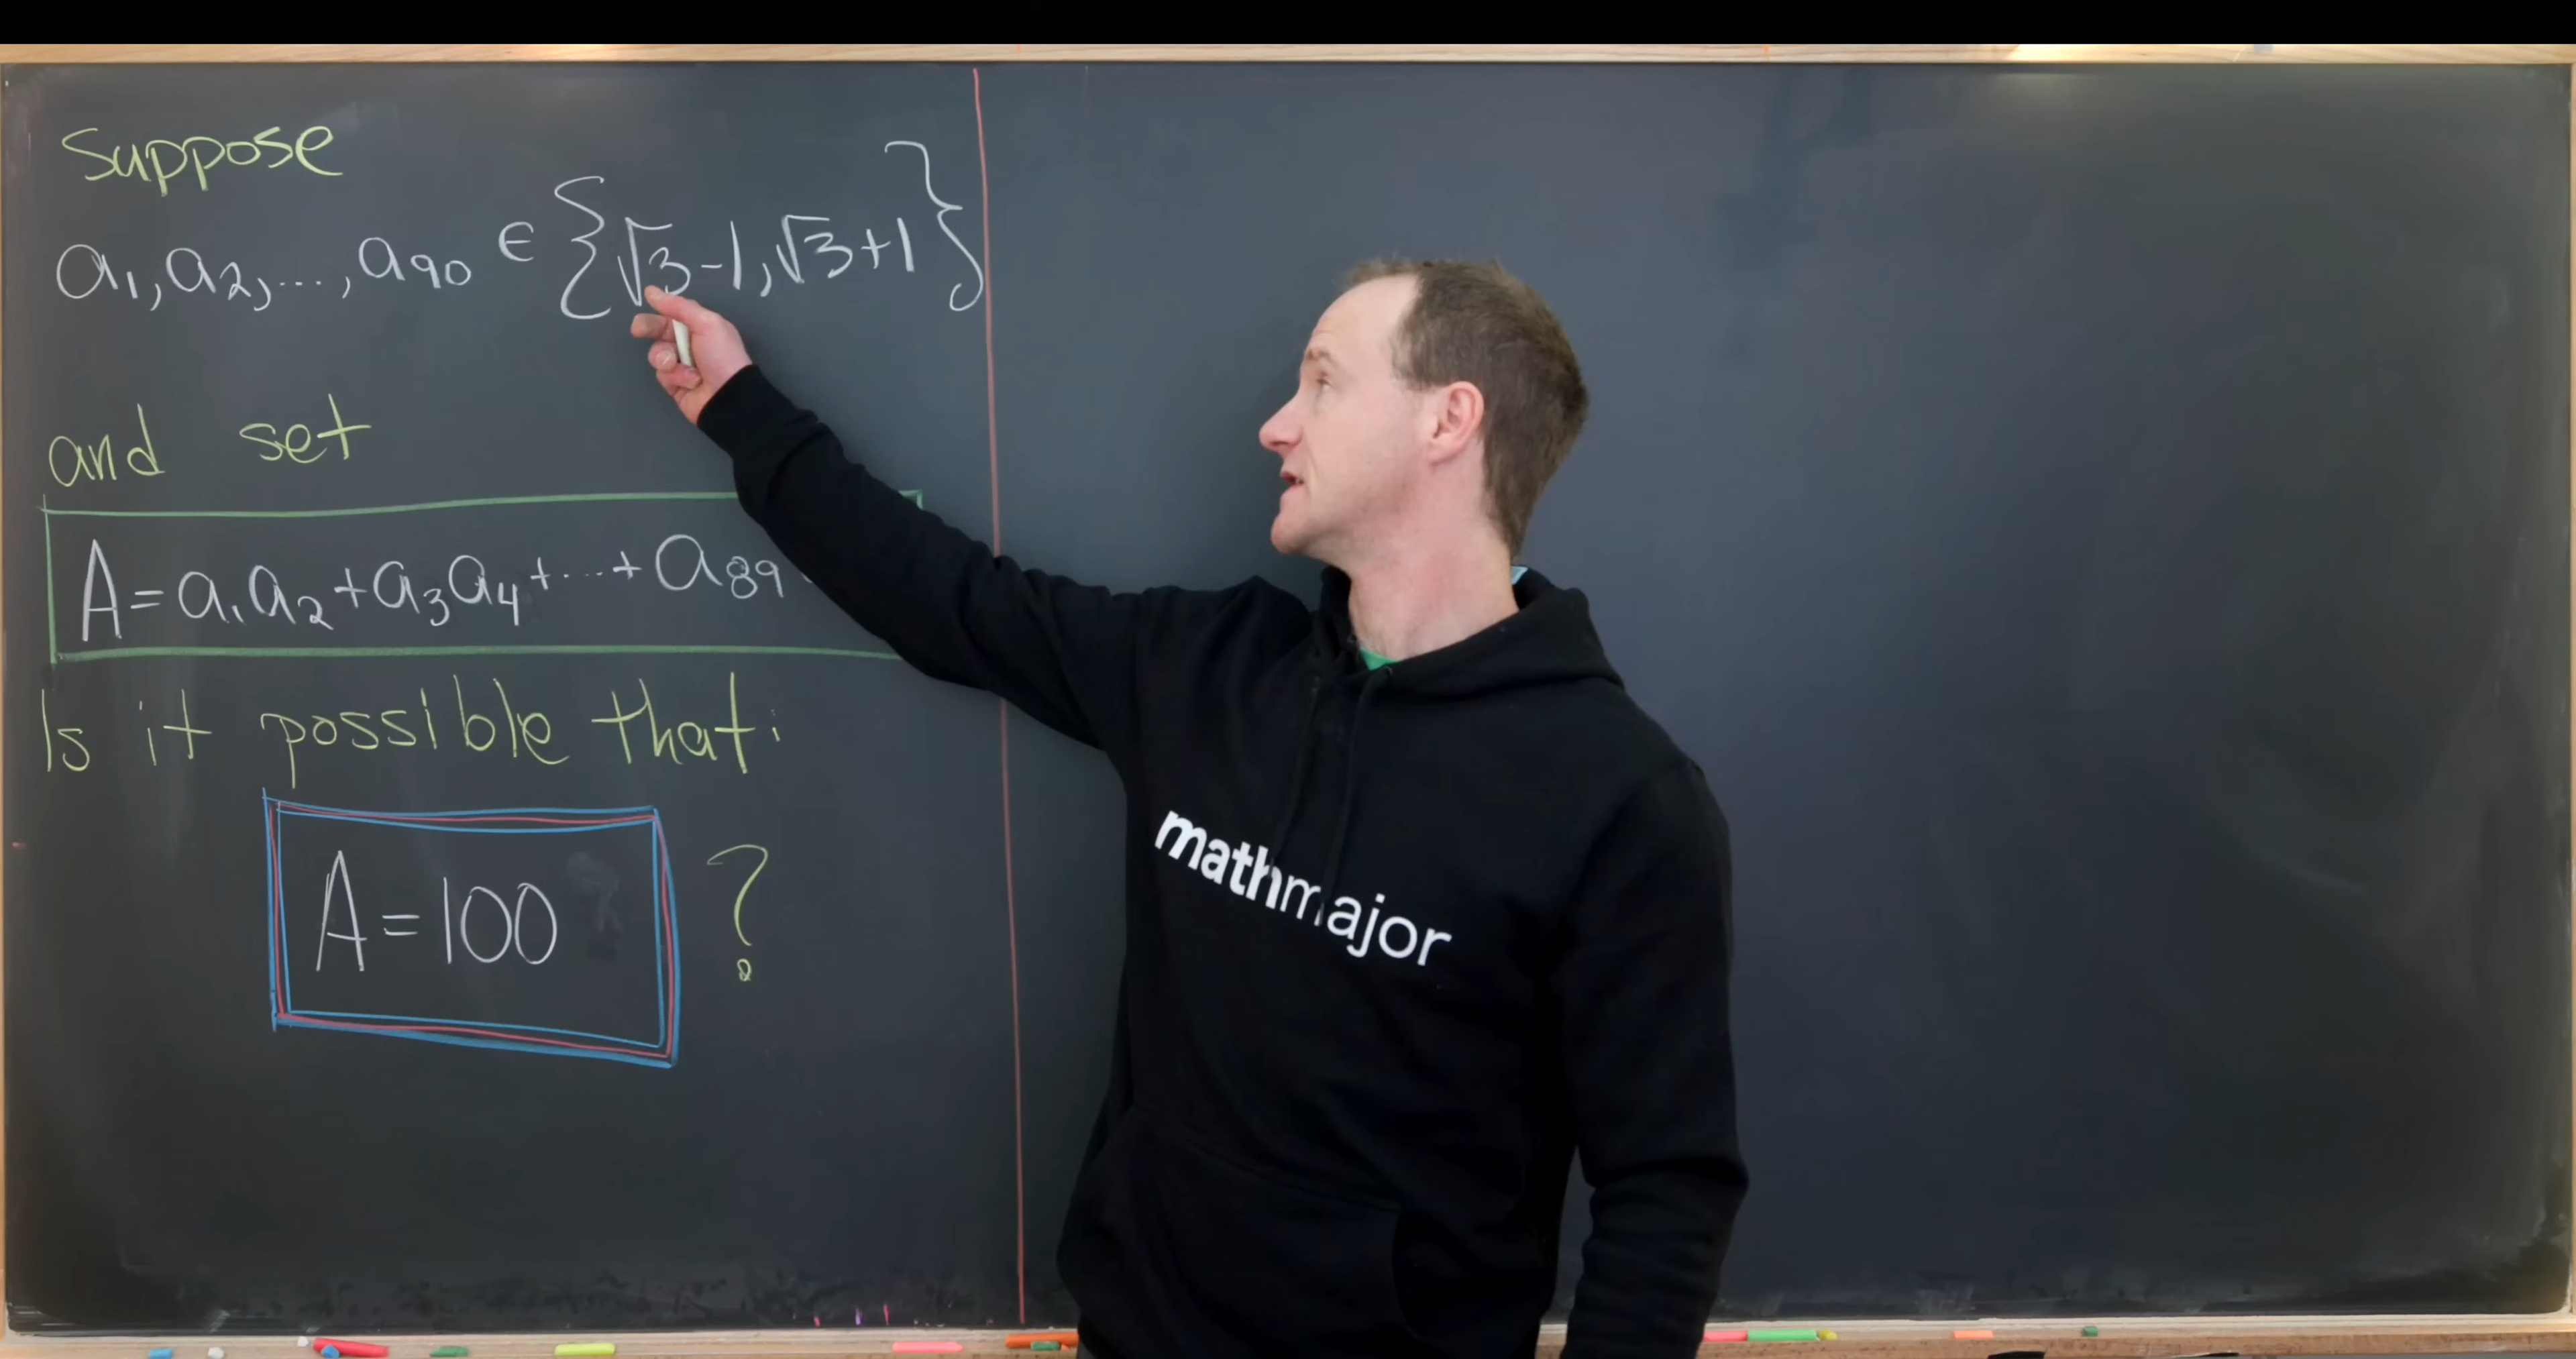 Suppose
a₁, a₂, ..., a₉₀ ∈ {√3-1, √3+1}
and set
A = a₁a₂ + a₃a₄ + ... + a₈₉
Is it possible that:
A = 100 ?
mathmajor